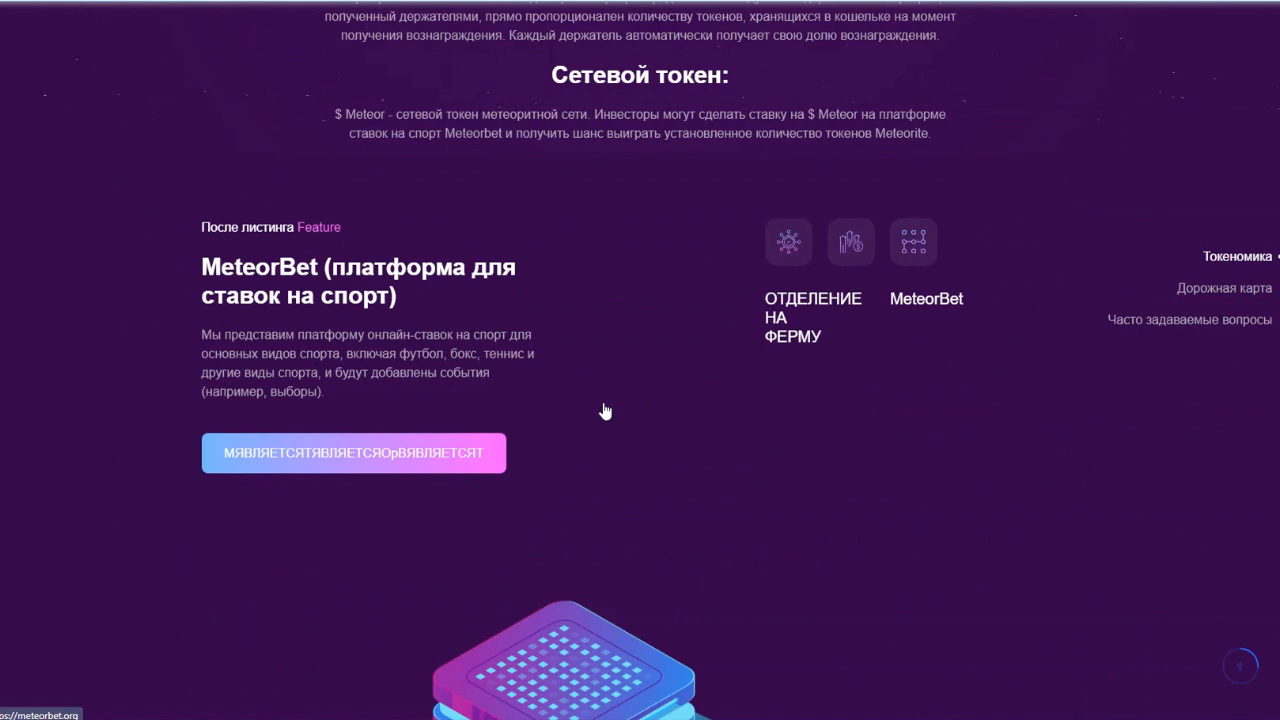 полученный держателями, прямо пропорционален количеству токенов, хранящихся в кошельке на момент
получения вознаграждения. Каждый держатель автоматически получает свою долю вознаграждения.
Сетевой токен:
$ Meteor - сетевой токен метеоритной сети. Инвесторы могут сделать ставку на $ Meteor на платформе
ставок на спорт Meteorbet и получить шанс выиграть установленное количество токенов Meteorite.
После листинга Feature
MeteorBet (платформа для
ставок на спорт)
Мы представим платформу онлайн-ставок на спорт для
основных видов спорта, включая футбол, бокс, теннис и
другие виды спорта, и будут добавлены события
(например, выборы).
МЯВЛЯЕТСЯТЯВЛЯЕТСЯОрВЯВЛЯЕТСЯТ
ОТДЕЛЕНИЕ
НА
ФЕРМУ
MeteorBet
Токеномика
Дорожная карта
Часто задаваемые вопросы
ps://meteorbet.org